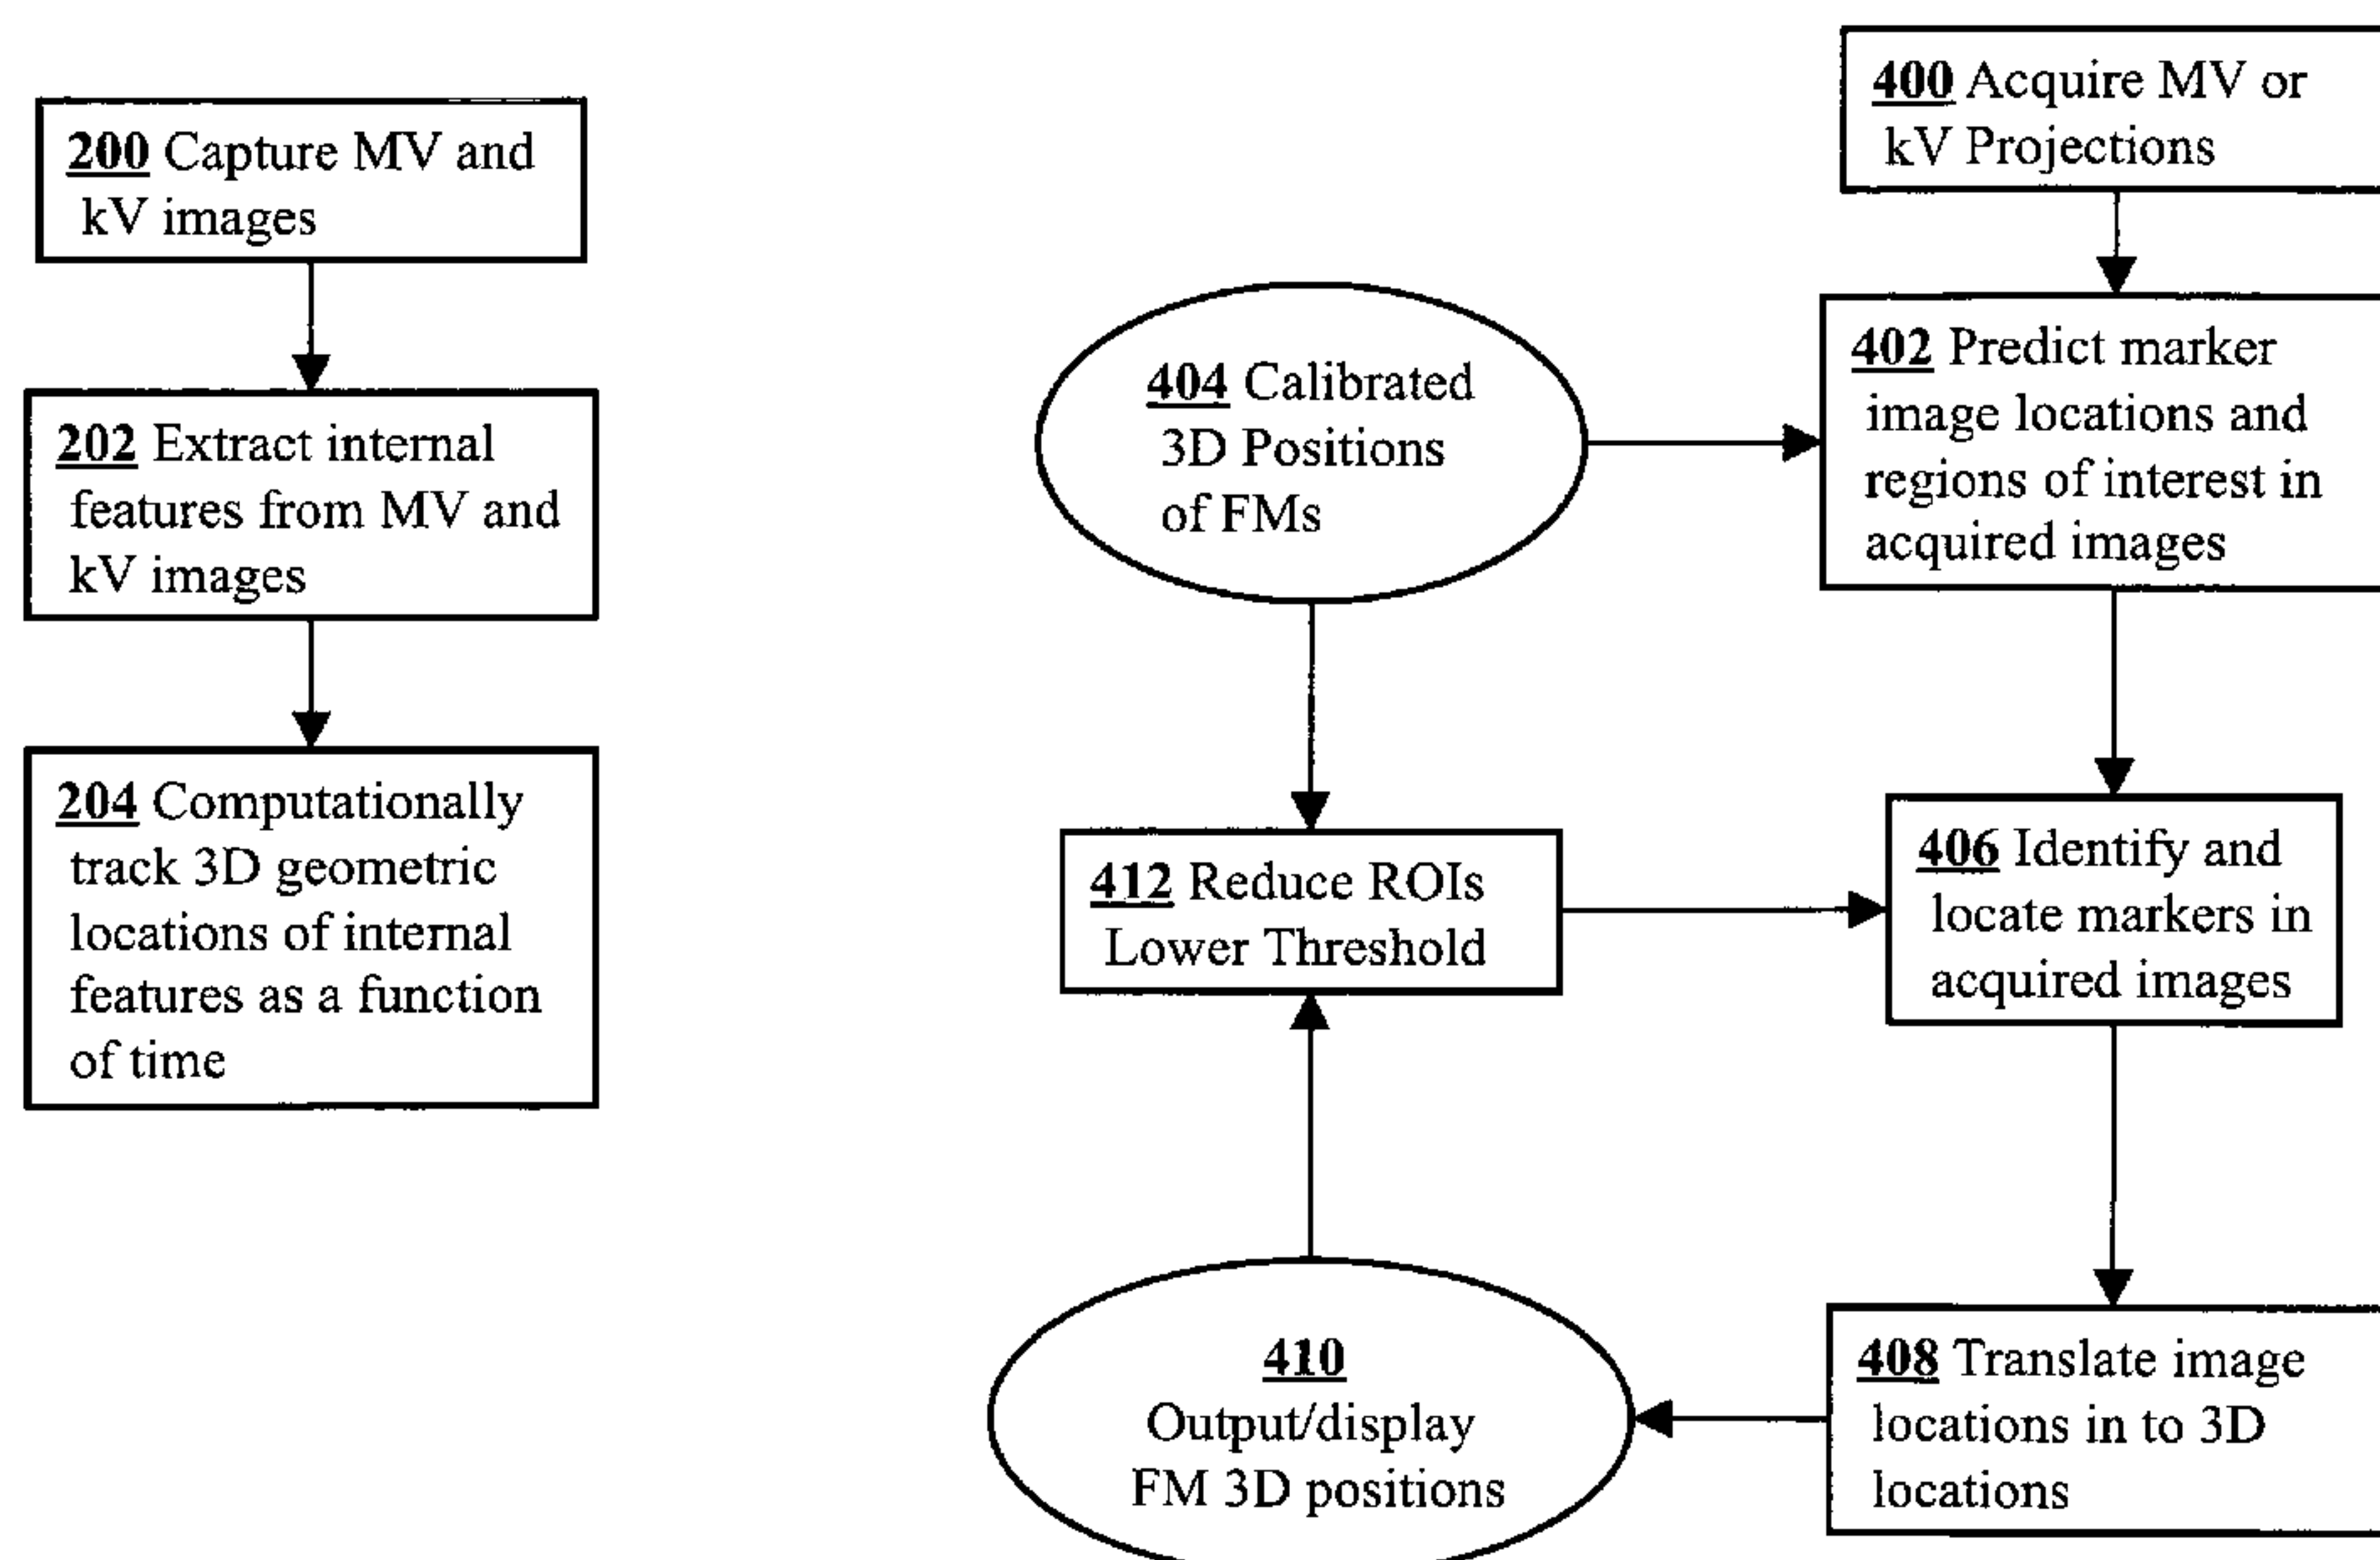 200 Capture MV and
kV images
202 Extract internal
features from MV and
kV images
204 Computationally
track 3D geometric
locations of internal
features as a function
of time
400 Acquire MV or
kV Projections
404 Calibrated
3D Positions
of FMs
402 Predict marker
image locations and
regions of interest in
acquired images
412 Reduce ROIs
Lower Threshold
406 Identify and
locate markers in
acquired images
410
Output/display
FM 3D positions
408 Translate image
locations in to 3D
locations